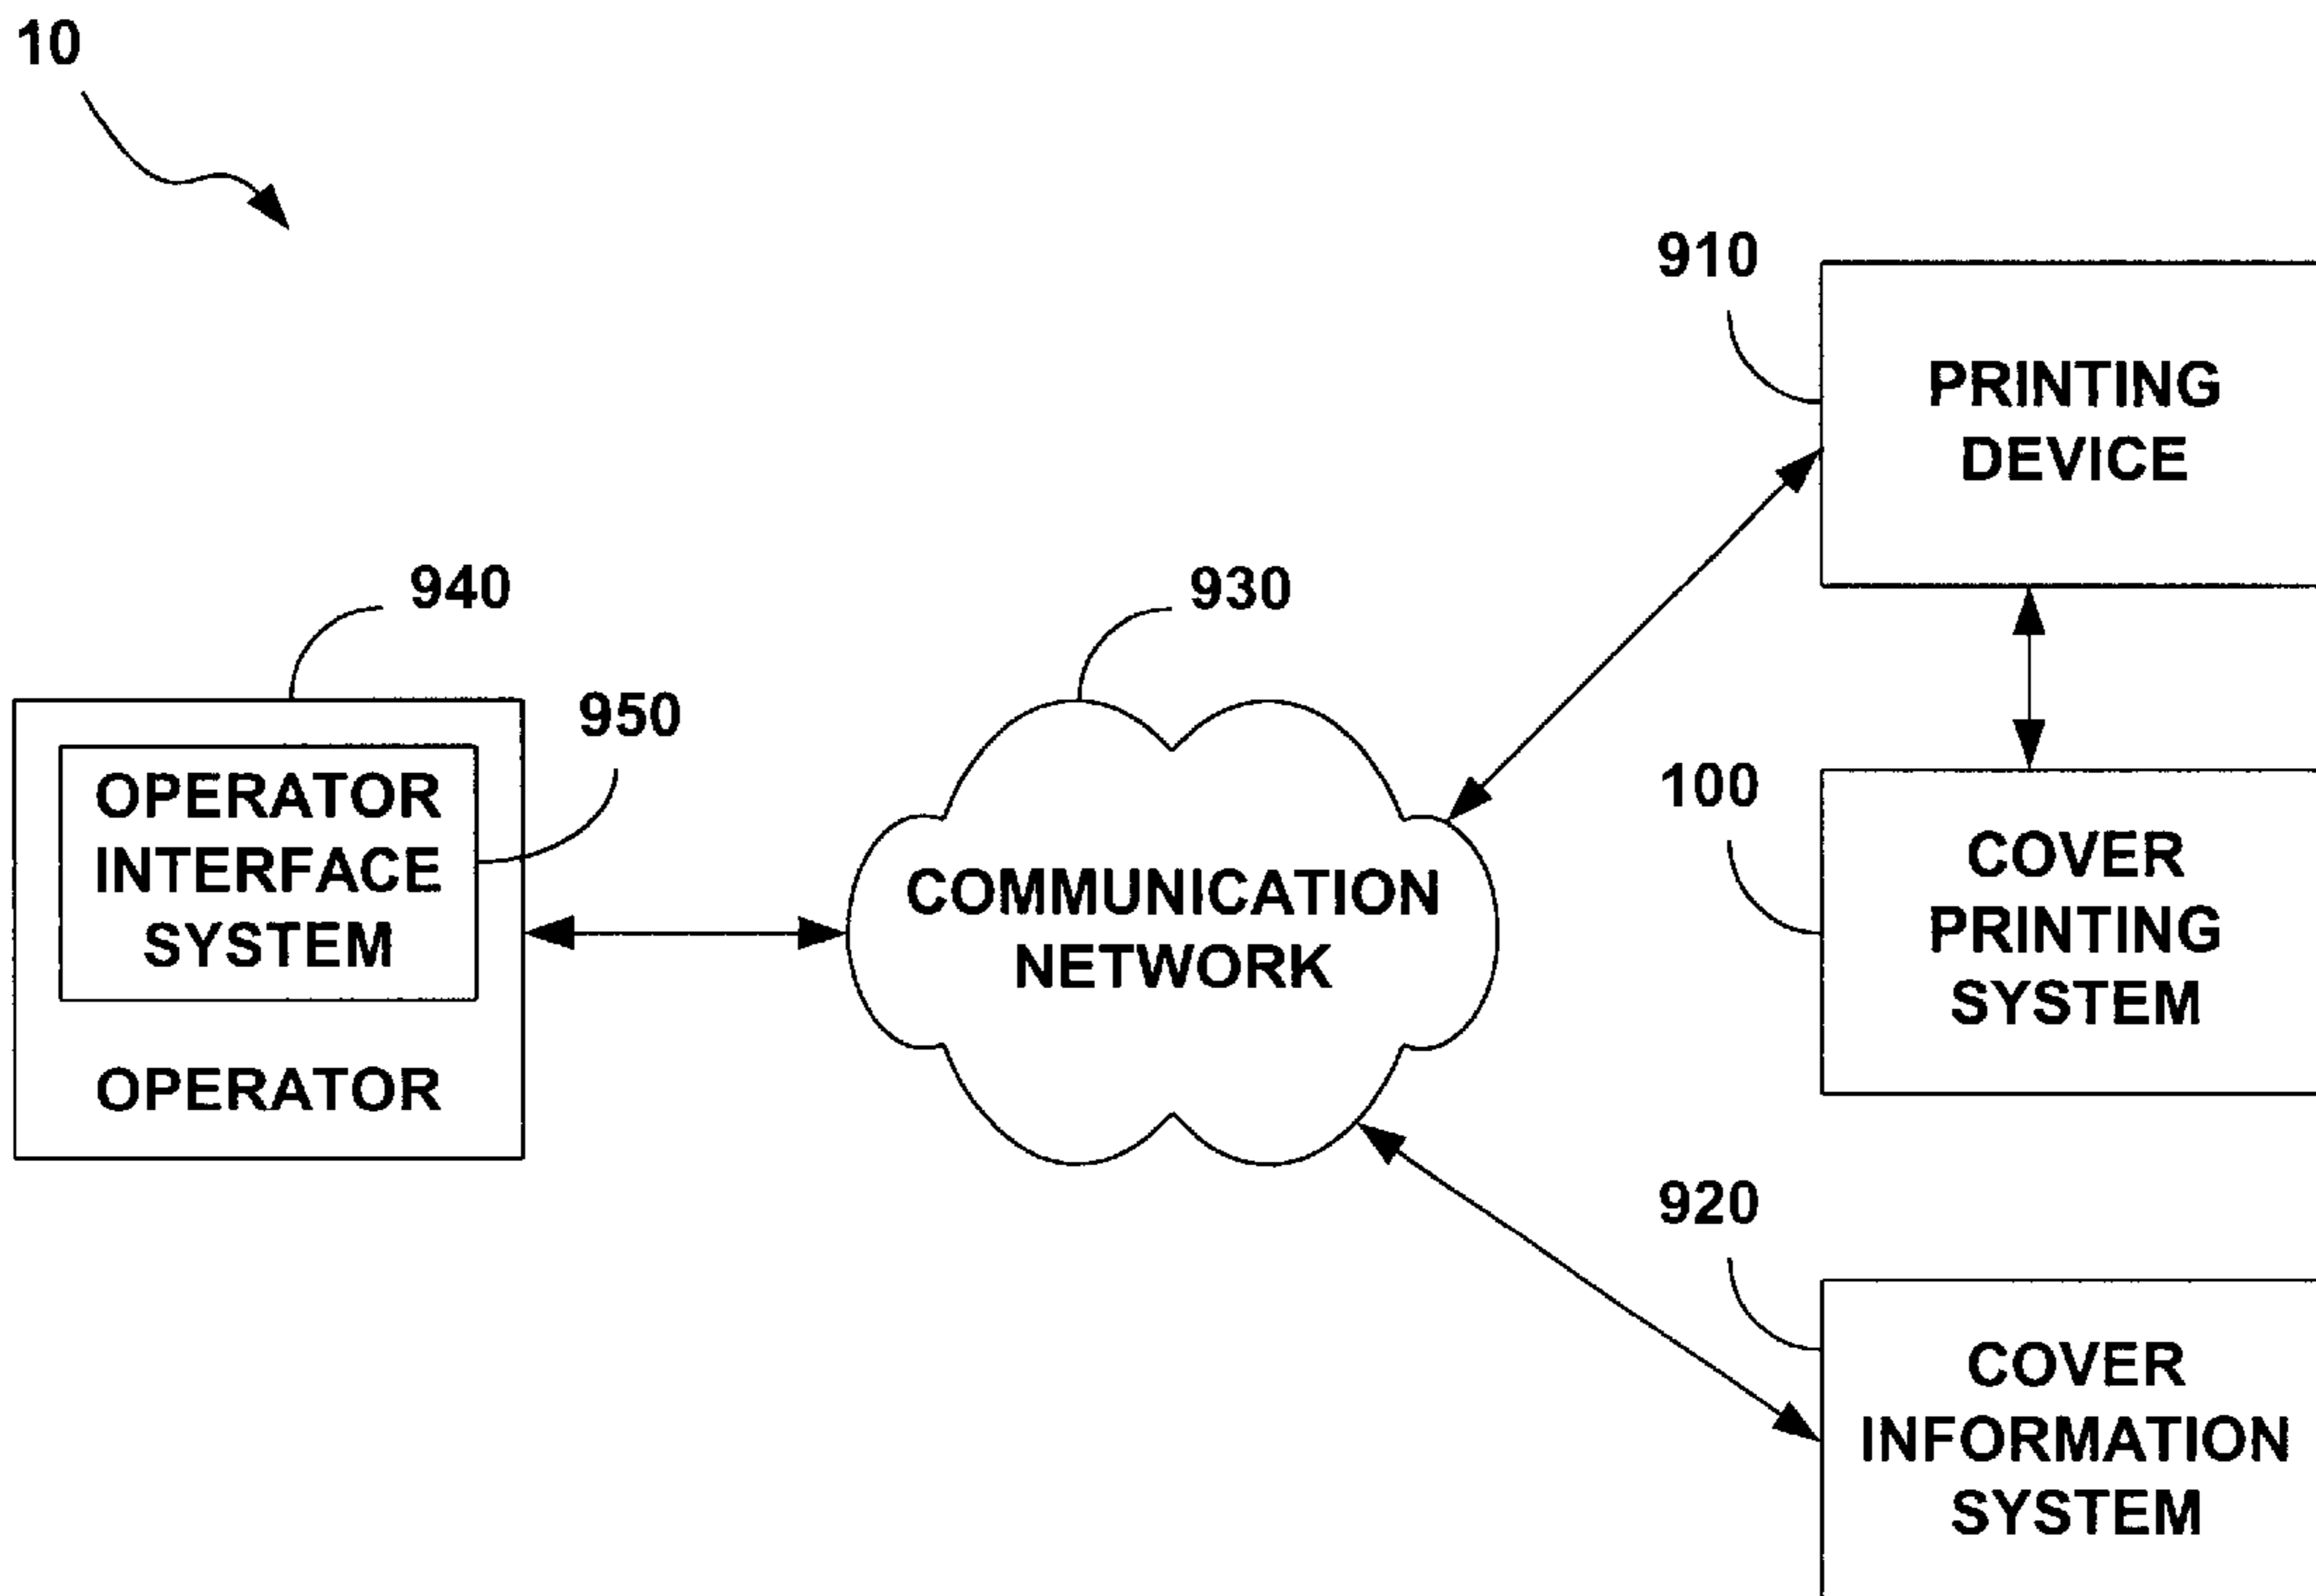 10
910
PRINTING
DEVICE
940
930
950
OPERATOR
INTERFACE
SYSTEM
OPERATOR
COMMUNICATION
NETWORK
100
COVER
PRINTING
SYSTEM
920
COVER
INFORMATION
SYSTEM